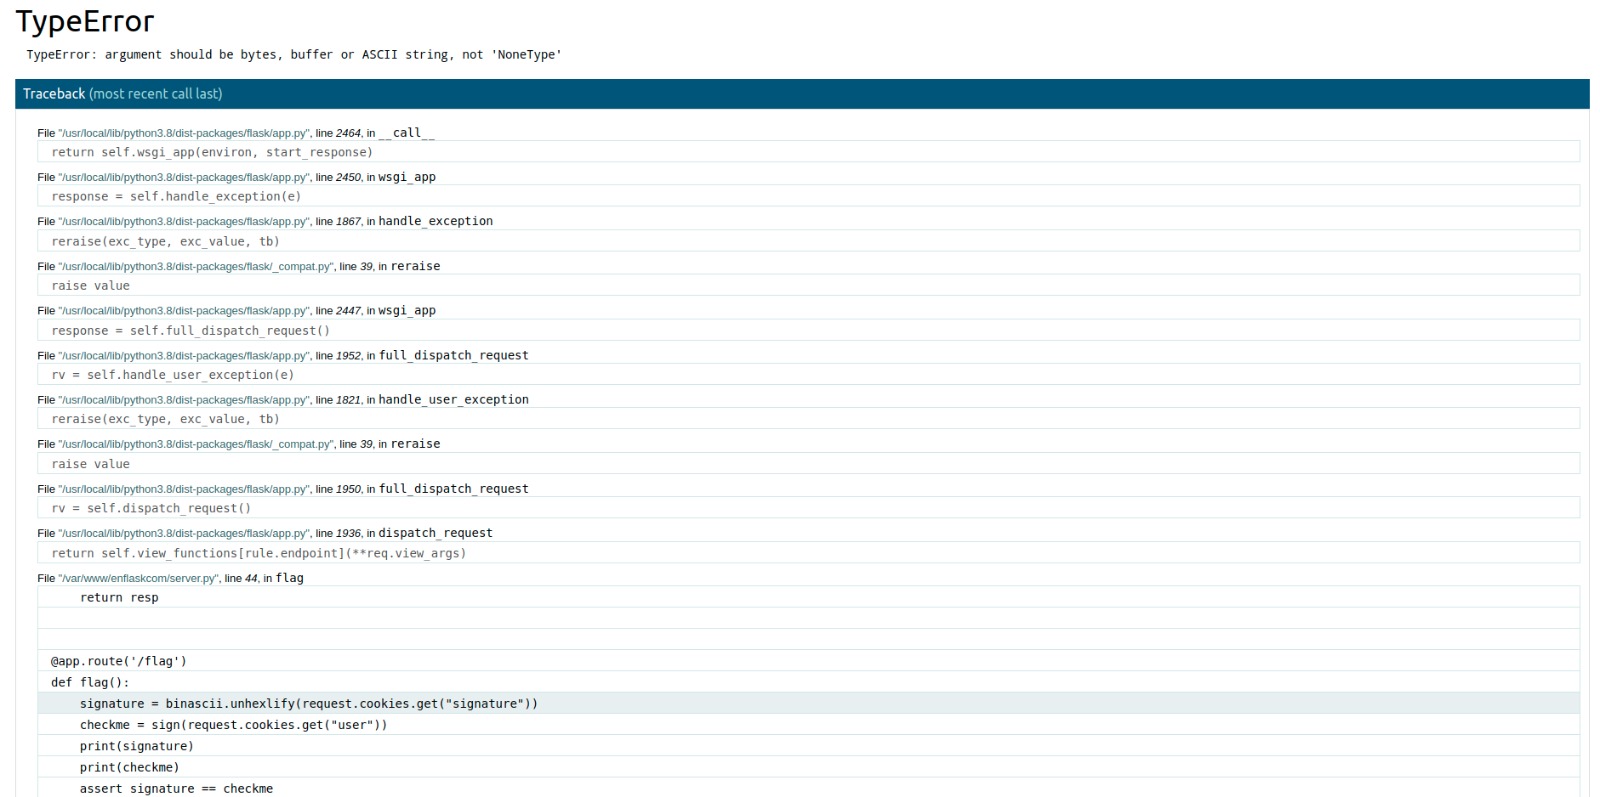 TypeError
TypeError: argument should be bytes, buffer or ASCII string, not 'NoneType'
Traceback (most recent call last)
File "/usr/local/lib/python3.8/dist-packages/flask/app.py", line 2464, in __call__
return self.wsgi_app(environ, start_response)
File "/usr/local/lib/python3.8/dist-packages/flask/app.py", line 2450, in wsgi_app
response = self.handle_exception(e)
File "/usr/local/lib/python3.8/dist-packages/flask/app.py", line 1867, in handle_exception
reraise(exc_type, exc_value, tb)
File "/usr/local/lib/python3.8/dist-packages/flask/_compat.py", line 39, in reraise
raise value
File "/usr/local/lib/python3.8/dist-packages/flask/app.py", line 2447, in wsgi_app
response = self.full_dispatch_request()
File "/usr/local/lib/python3.8/dist-packages/flask/app.py", line 1952, in full_dispatch_request
rv = self.handle_user_exception(e)
File "/usr/local/lib/python3.8/dist-packages/flask/app.py", line 1821, in handle_user_exception
reraise(exc_type, exc_value, tb)
File "/usr/local/lib/python3.8/dist-packages/flask/_compat.py", line 39, in reraise
raise value
File "/usr/local/lib/python3.8/dist-packages/flask/app.py", line 1950, in full_dispatch_request
rv = self.dispatch_request()
File "/usr/local/lib/python3.8/dist-packages/flask/app.py", line 1936, in dispatch_request
return self.view_functions[rule.endpoint](**req.view_args)
File "/var/www/enflaskcom/server.py", line 44, in flag
return resp
@app.route('/flag')
def flag():
signature = binascii.unhexlify(request.cookies.get("signature"))
checkme = sign(request.cookies.get("user"))
print(signature)
print(checkme)
assert signature == checkme